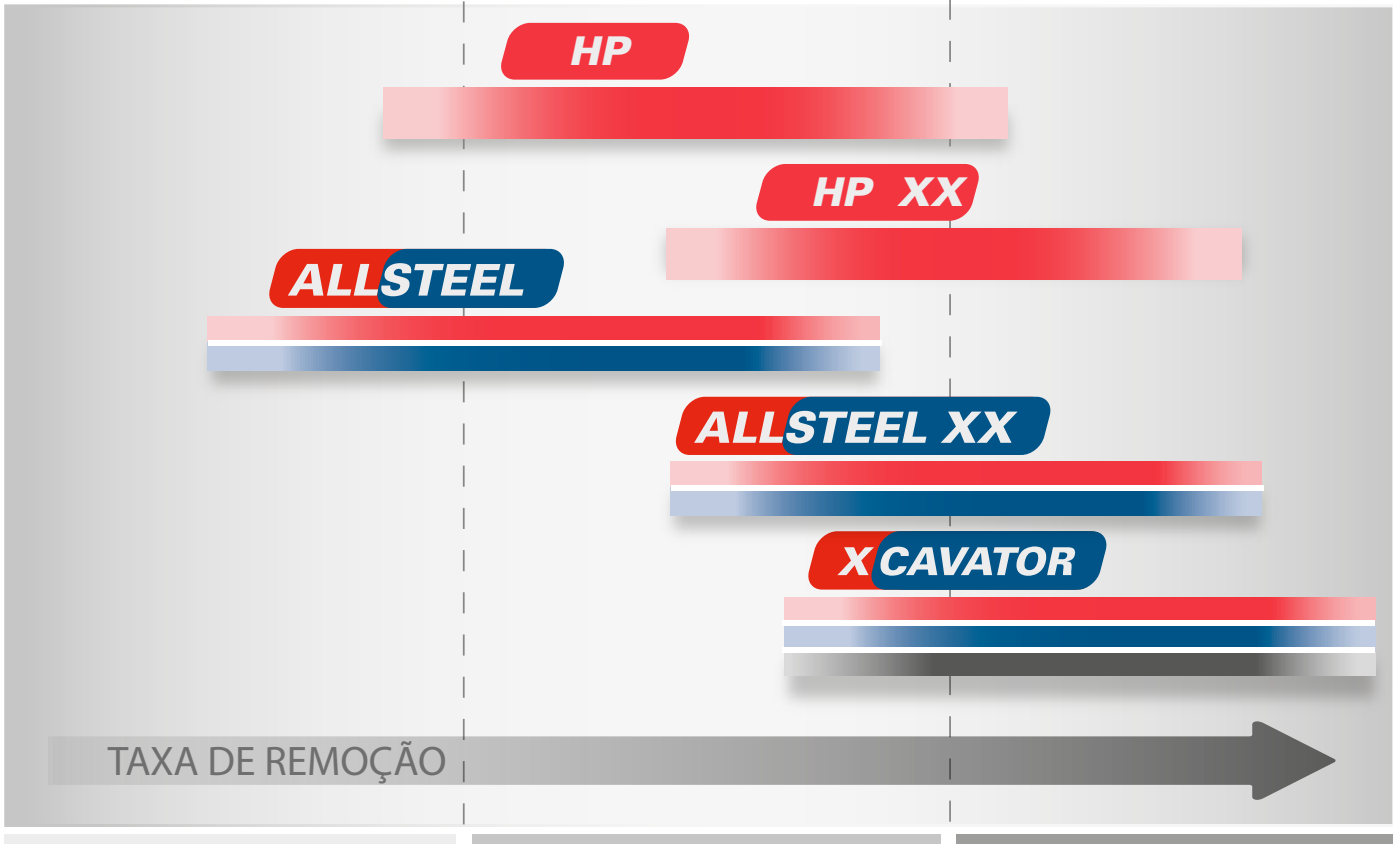 HP
HP XX
ALLSTEEL
ALLSTEEL XX
XCAVATOR
TAXA DE REMOÇÃO